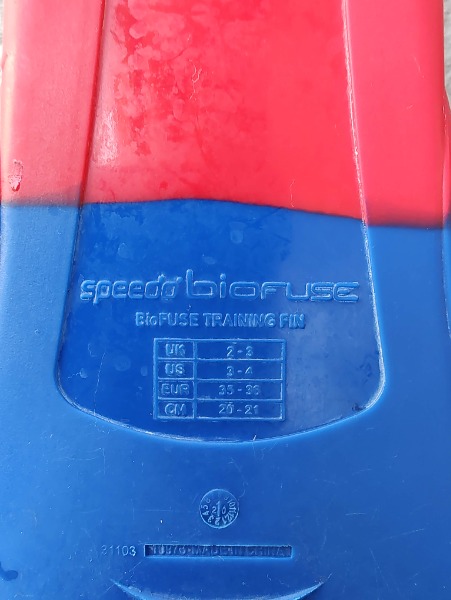 speedo biofuse
BioFUSE TRAINING FIN
UK 2 - 3
US 3 - 4
EUR 35 - 36
CM 20 - 21
31103 MADE IN CHINA